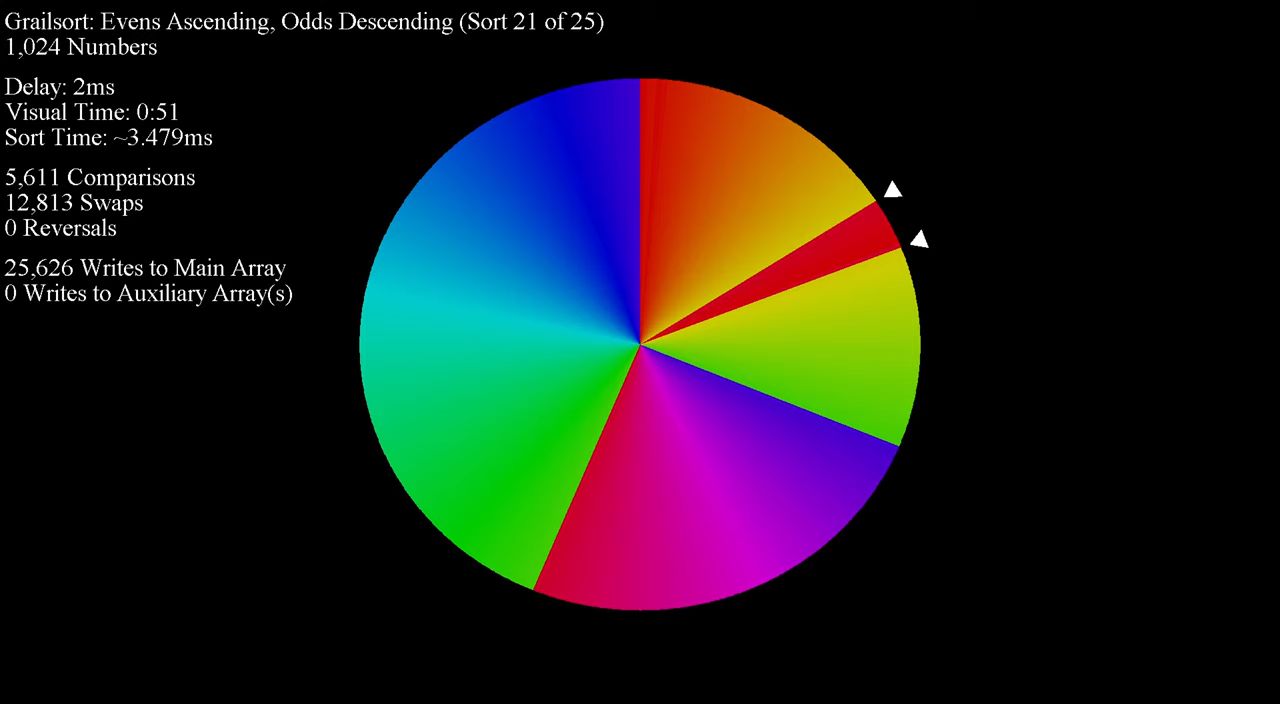 Grailsort: Evens Ascending, Odds Descending (Sort 21 of 25)
1,024 Numbers
Delay: 2ms
Visual Time: 0:51
Sort Time: ~3.479ms
5,611 Comparisons
12,813 Swaps
0 Reversals
25,626 Writes to Main Array
0 Writes to Auxiliary Array(s)